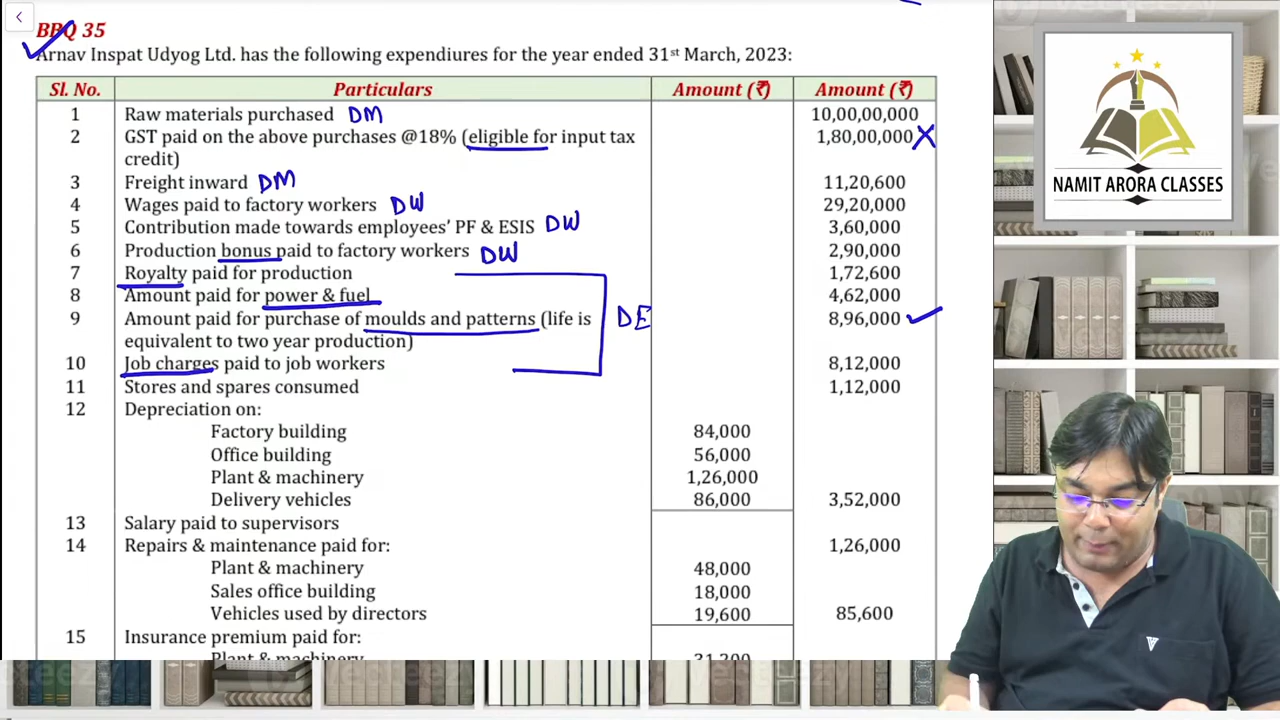 BBQ 35
Arnav Inspat Udyog Ltd. has the following expendiures for the year ended 31st March, 2023:
Sl. No. Particulars Amount (₹) Amount (₹)
1 Raw materials purchased DM 10,00,00,000
2 GST paid on the above purchases @18% (eligible for input tax 1,80,00,000 X
credit)
3 Freight inward DM 11,20,600
4 Wages paid to factory workers DW 29,20,000
5 Contribution made towards employees' PF & ESIS DW 3,60,000
6 Production bonus paid to factory workers DW 2,90,000
7 Royalty paid for production 1,72,600
8 Amount paid for power & fuel 4,62,000
9 Amount paid for purchase of moulds and patterns (life is DE 8,96,000
equivalent to two year production)
10 Job charges paid to job workers 8,12,000
11 Stores and spares consumed 1,12,000
12 Depreciation on:
Factory building 84,000
Office building 56,000
Plant & machinery 1,26,000
Delivery vehicles 86,000 3,52,000
13 Salary paid to supervisors
14 Repairs & maintenance paid for: 1,26,000
Plant & machinery 48,000
Sales office building 18,000
Vehicles used by directors 19,600 85,600
15 Insurance premium paid for:
Plant & machinery 31,200
NAMIT ARORA CLASSES